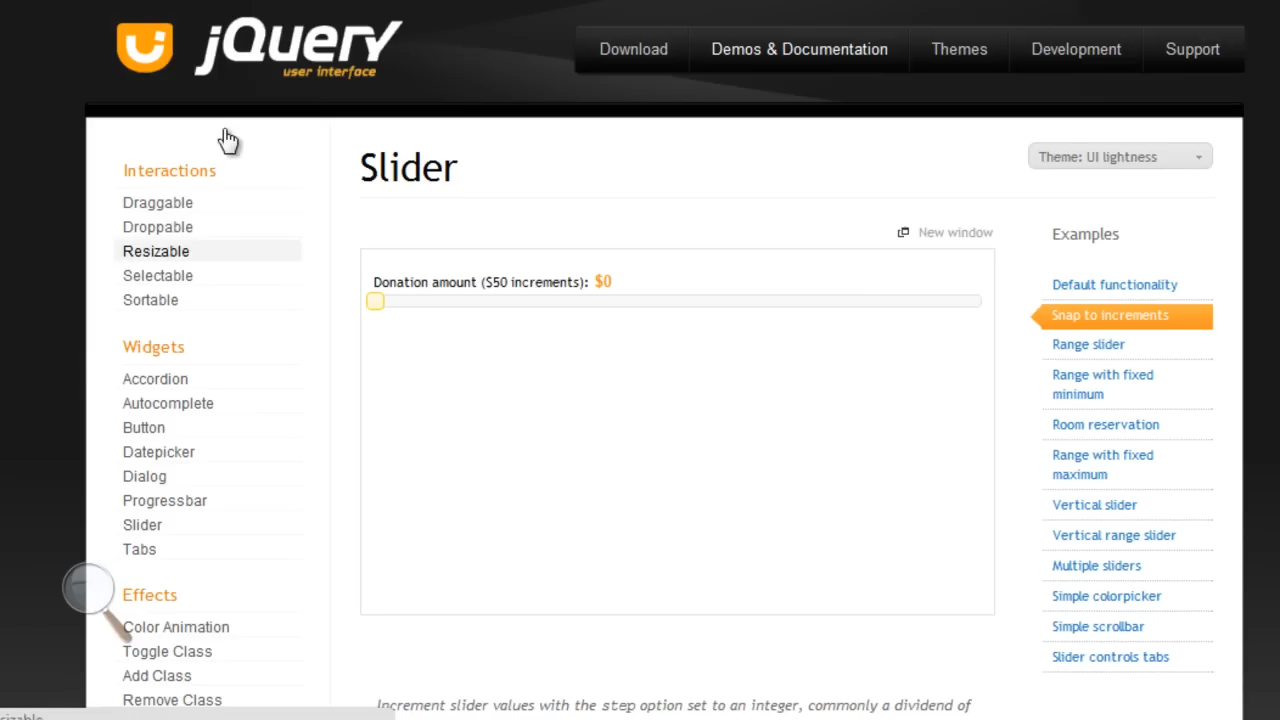 jQuery
user interface
Download
Demos & Documentation
Themes
Development
Support
Interactions
Draggable
Droppable
Resizable
Selectable
Sortable
Widgets
Accordion
Autocomplete
Button
Datepicker
Dialog
Progressbar
Slider
Tabs
Effects
Color Animation
Toggle Class
Add Class
Remove Class
Slider
Theme: UI lightness
New window
Donation amount ($50 increments): $0
Increment slider values with the step option set to an integer, commonly a dividend of
Examples
Default functionality
Snap to increments
Range slider
Range with fixed
minimum
Room reservation
Range with fixed
maximum
Vertical slider
Vertical range slider
Multiple sliders
Simple colorpicker
Simple scrollbar
Slider controls tabs